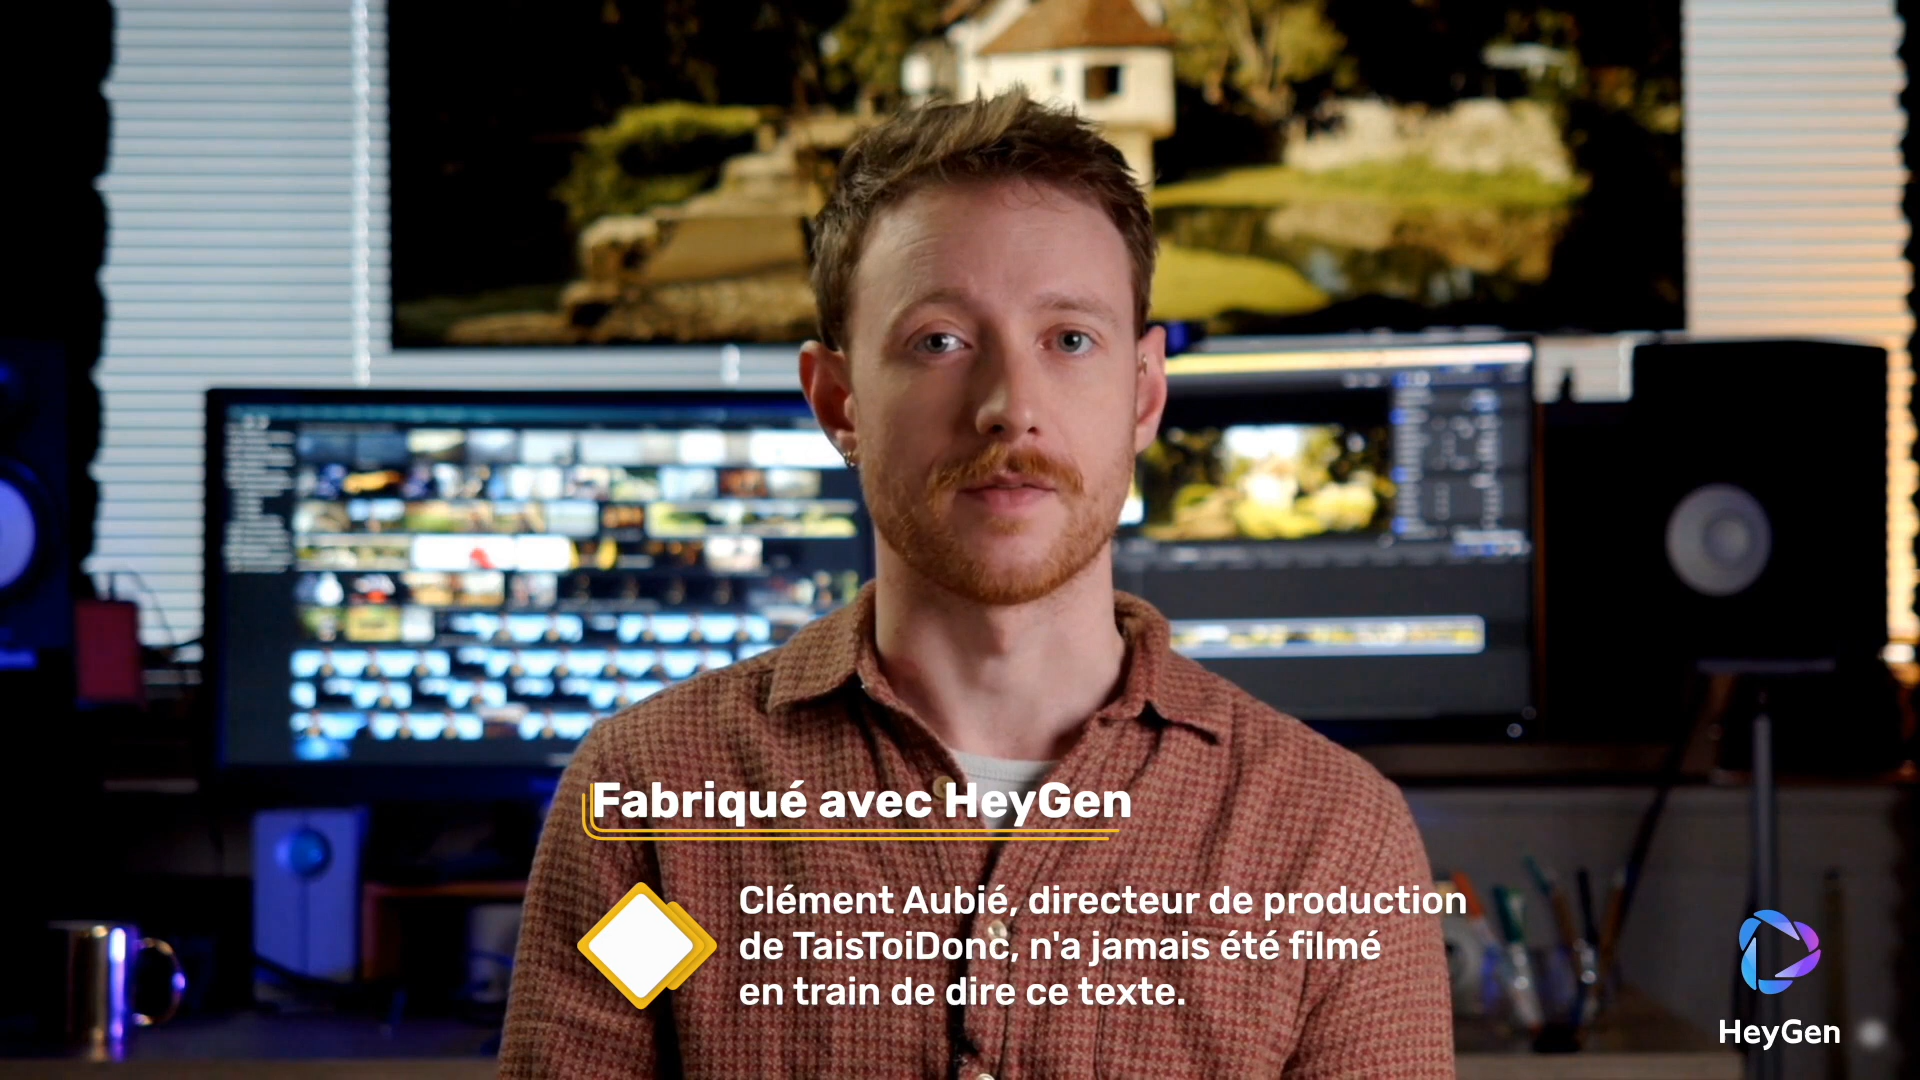 Fabriqué avec HeyGen
Clément Aubié, directeur de production
de TaisToiDonc, n'a jamais été filmé
en train de dire ce texte.
HeyGen